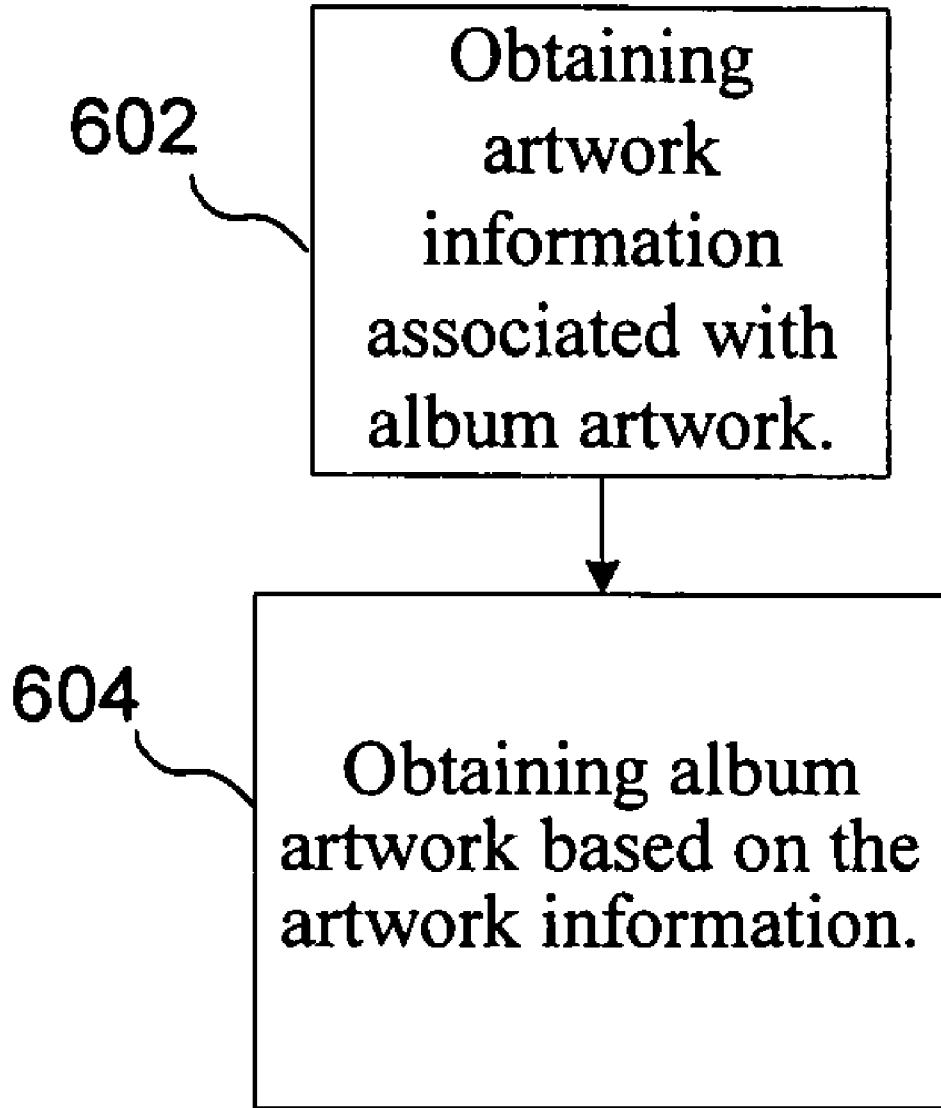 602
Obtaining
artwork
information
associated with
album artwork.
604
Obtaining album
artwork based on the
artwork information.